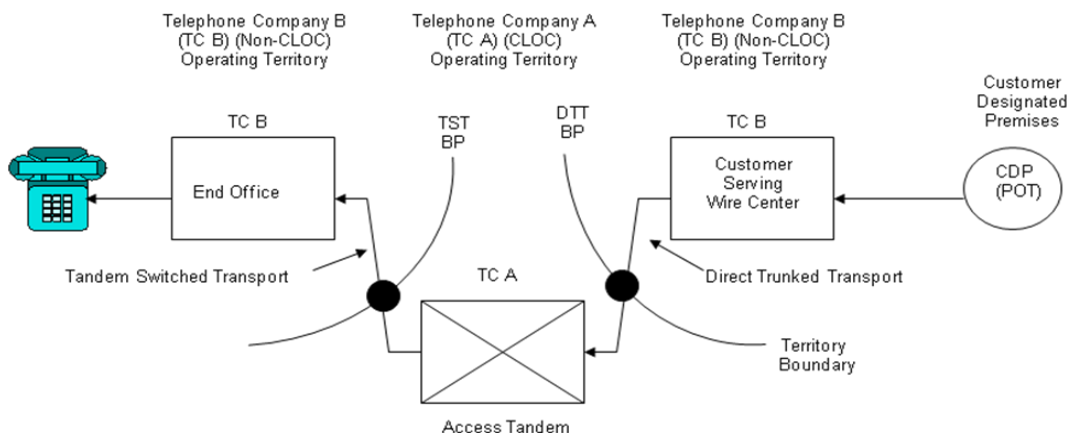 Telephone Company B
(TC B) (Non-CLOC)
Operating Territory
Telephone Company A
(TC A) (CLOC)
Operating Territory
Telephone Company B
(TC B) (Non-CLOC)
Operating Territory
Customer
Designated
Premises
TC B
TST
BP
DTT
BP
TC B
End Office
Customer
Serving
Wire Center
CDP
(POT)
Tandem Switched Transport
TC A
Direct Trunked Transport
Territory
Boundary
Access Tandem